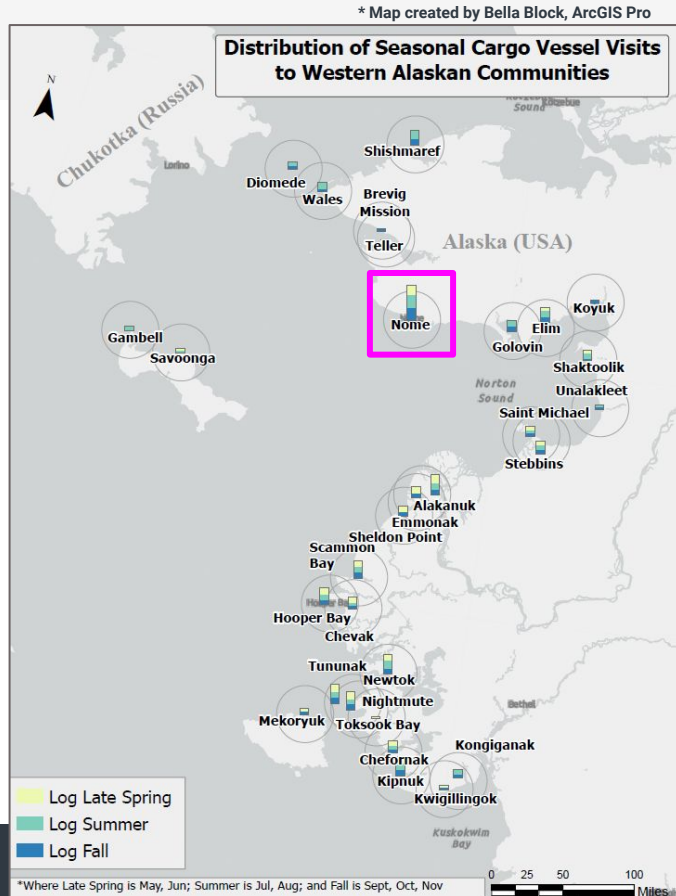 * Map created by Bella Block, ArcGIS Pro
Distribution of Seasonal Cargo Vessel Visits
to Western Alaskan Communities
N
Chukotka (Russia)
Sound
Lorino
Shishmaref
Diomede
Wales
Brevig
Mission
Teller
Alaska (USA)
Nome
Koyuk
Elim
Golovin
Gambell
Savoonga
Shaktoolik
Norton
Sound
Unalakleet
Saint Michael
Stebbins
Alakanuk
Emmonak
Sheldon Point
Scammon
Bay
Hooper Bay
Chevak
Tununak
Newtok
Nightmute
Bethel
Mekoryuk
Toksook Bay
Chefornak
Kongiganak
Kipnuk
Kwigillingok
Kuskokwim
Bay
Log Late Spring
Log Summer
Log Fall
*Where Late Spring is May, Jun; Summer is Jul, Aug; and Fall is Sept, Oct, Nov
0 25 50 100
Miles